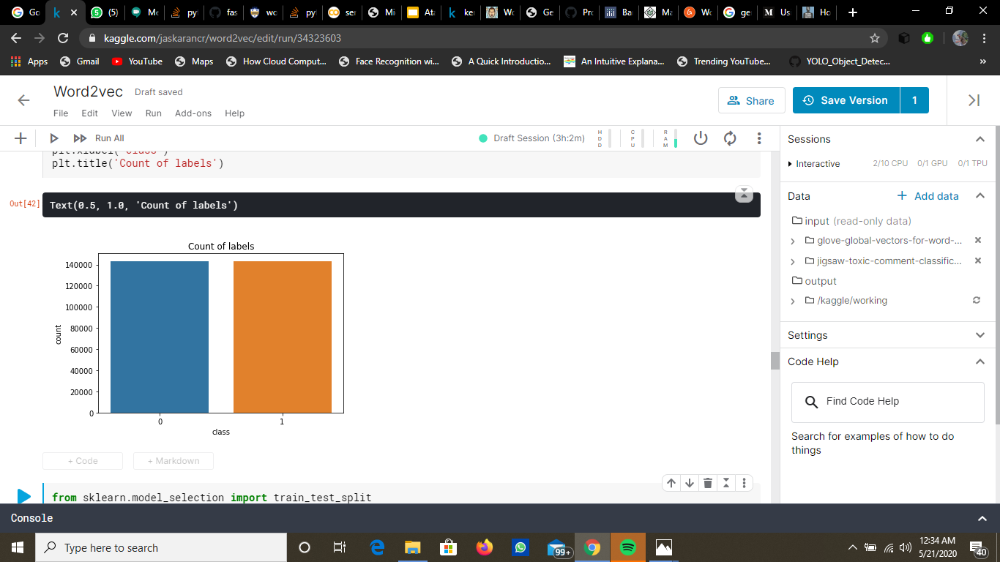 Go
k
(5)
Me
py
fas
wo
py
ser
Mi
Ata
ker
Wo
Ge
Pro
Ba
Ma
Wo
ge
Us
Ho
kaggle.com/jaskarancr/word2vec/edit/run/34323603
Apps
Gmail
YouTube
Maps
How Cloud Comput...
Face Recognition wi...
A Quick Introductio...
An Intuitive Explana...
Trending YouTube...
YOLO_Object_Detec...
»
Word2vec
Draft saved
File
Edit
View
Run
Add-ons
Help
Share
Save Version
1
Run All
Draft Session (3h:2m)
HDD
CPU
RAM
plt.xlabel('class')
plt.title('Count of labels')
Out[42]
Text(0.5, 1.0, 'Count of labels')
Count of labels
140000
120000
100000
80000
60000
40000
20000
0
count
0
1
class
+ Code
+ Markdown
from sklearn.model_selection import train_test_split
Sessions
Interactive
2/10 CPU
0/1 GPU
0/1 TPU
Data
+ Add data
input (read-only data)
glove-global-vectors-for-word-...
jigsaw-toxic-comment-classific...
output
/kaggle/working
Settings
Code Help
Find Code Help
Search for examples of how to do
things
Console
Type here to search
99+
12:34 AM
5/21/2020
40